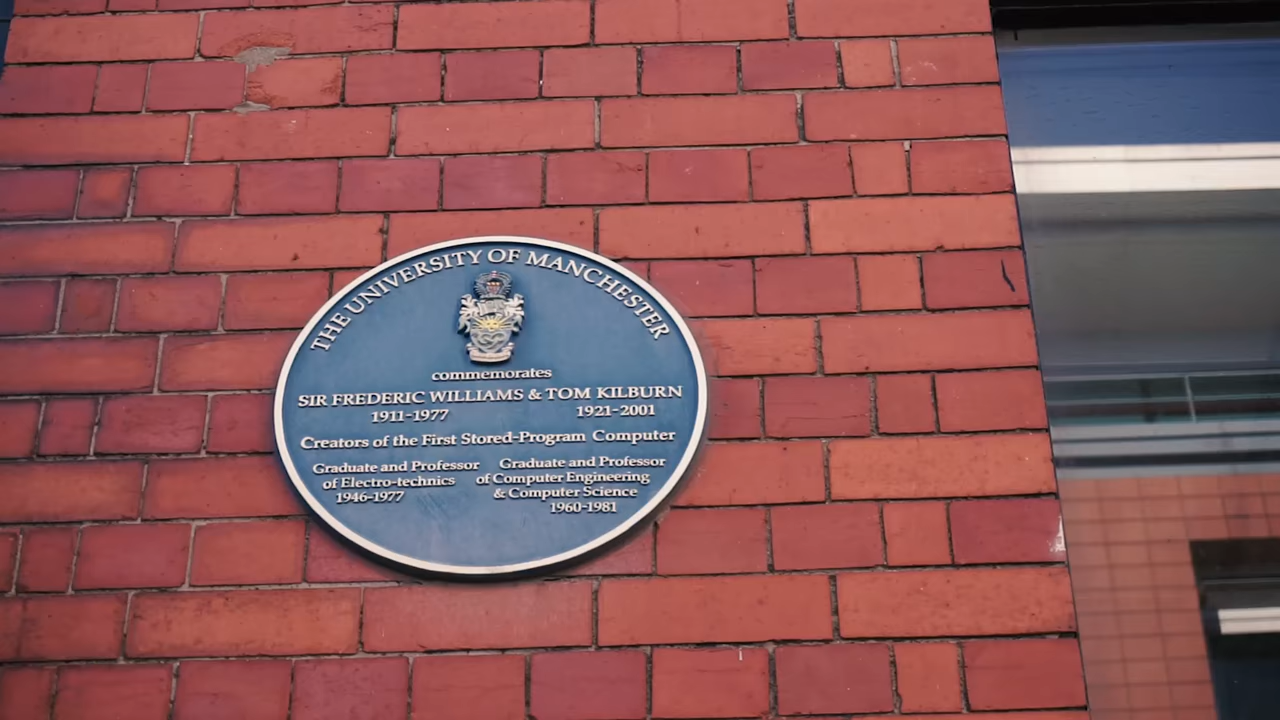 THE UNIVERSITY OF MANCHESTER
commemorates
SIR FREDERIC WILLIAMS & TOM KILBURN
1911-1977 1921-2001
Creators of the First Stored-Program Computer
Graduate and Professor
of Electro-technics
1946-1977
Graduate and Professor
of Computer Engineering
& Computer Science
1960-1981